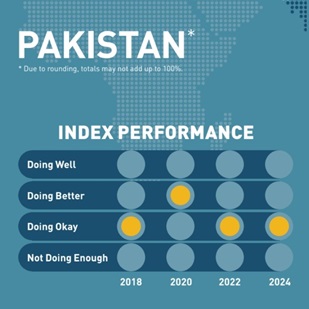 PAKISTAN*
* Due to rounding, totals may not add up to 100%.
INDEX PERFORMANCE
Doing Well
Doing Better
Doing Okay
Not Doing Enough
2018 2020 2022 2024